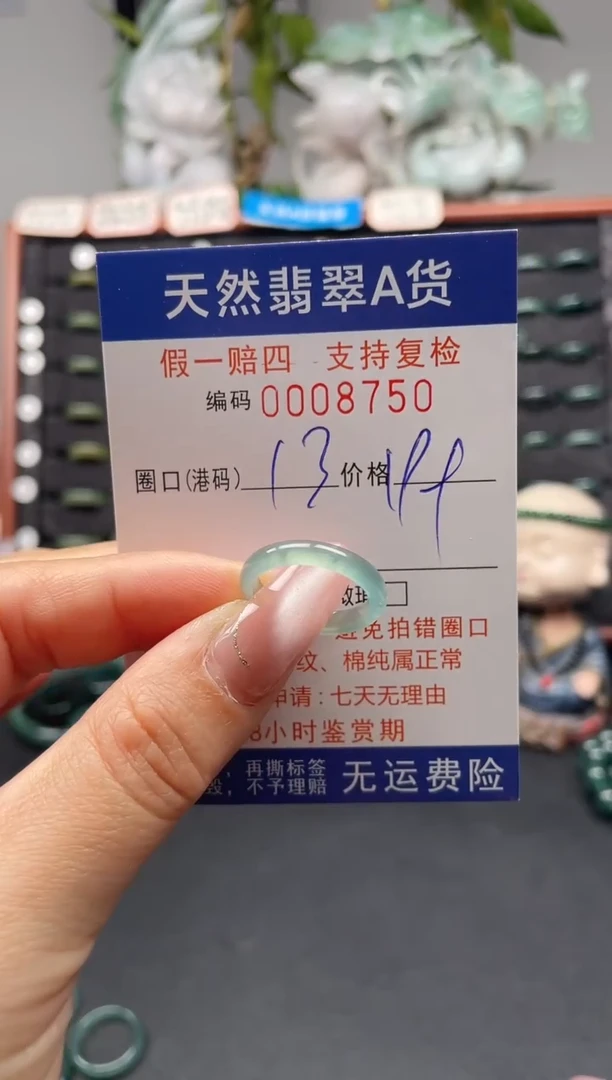 天然翡翠A货
假一赔四 支持复检
编码 0008750
圈口(港码) 13 价格 199
避免拍错圈口
纹、棉纯属正常
申请:七天无理由
8小时鉴赏期
再撕标签
不予理赔
无运费险